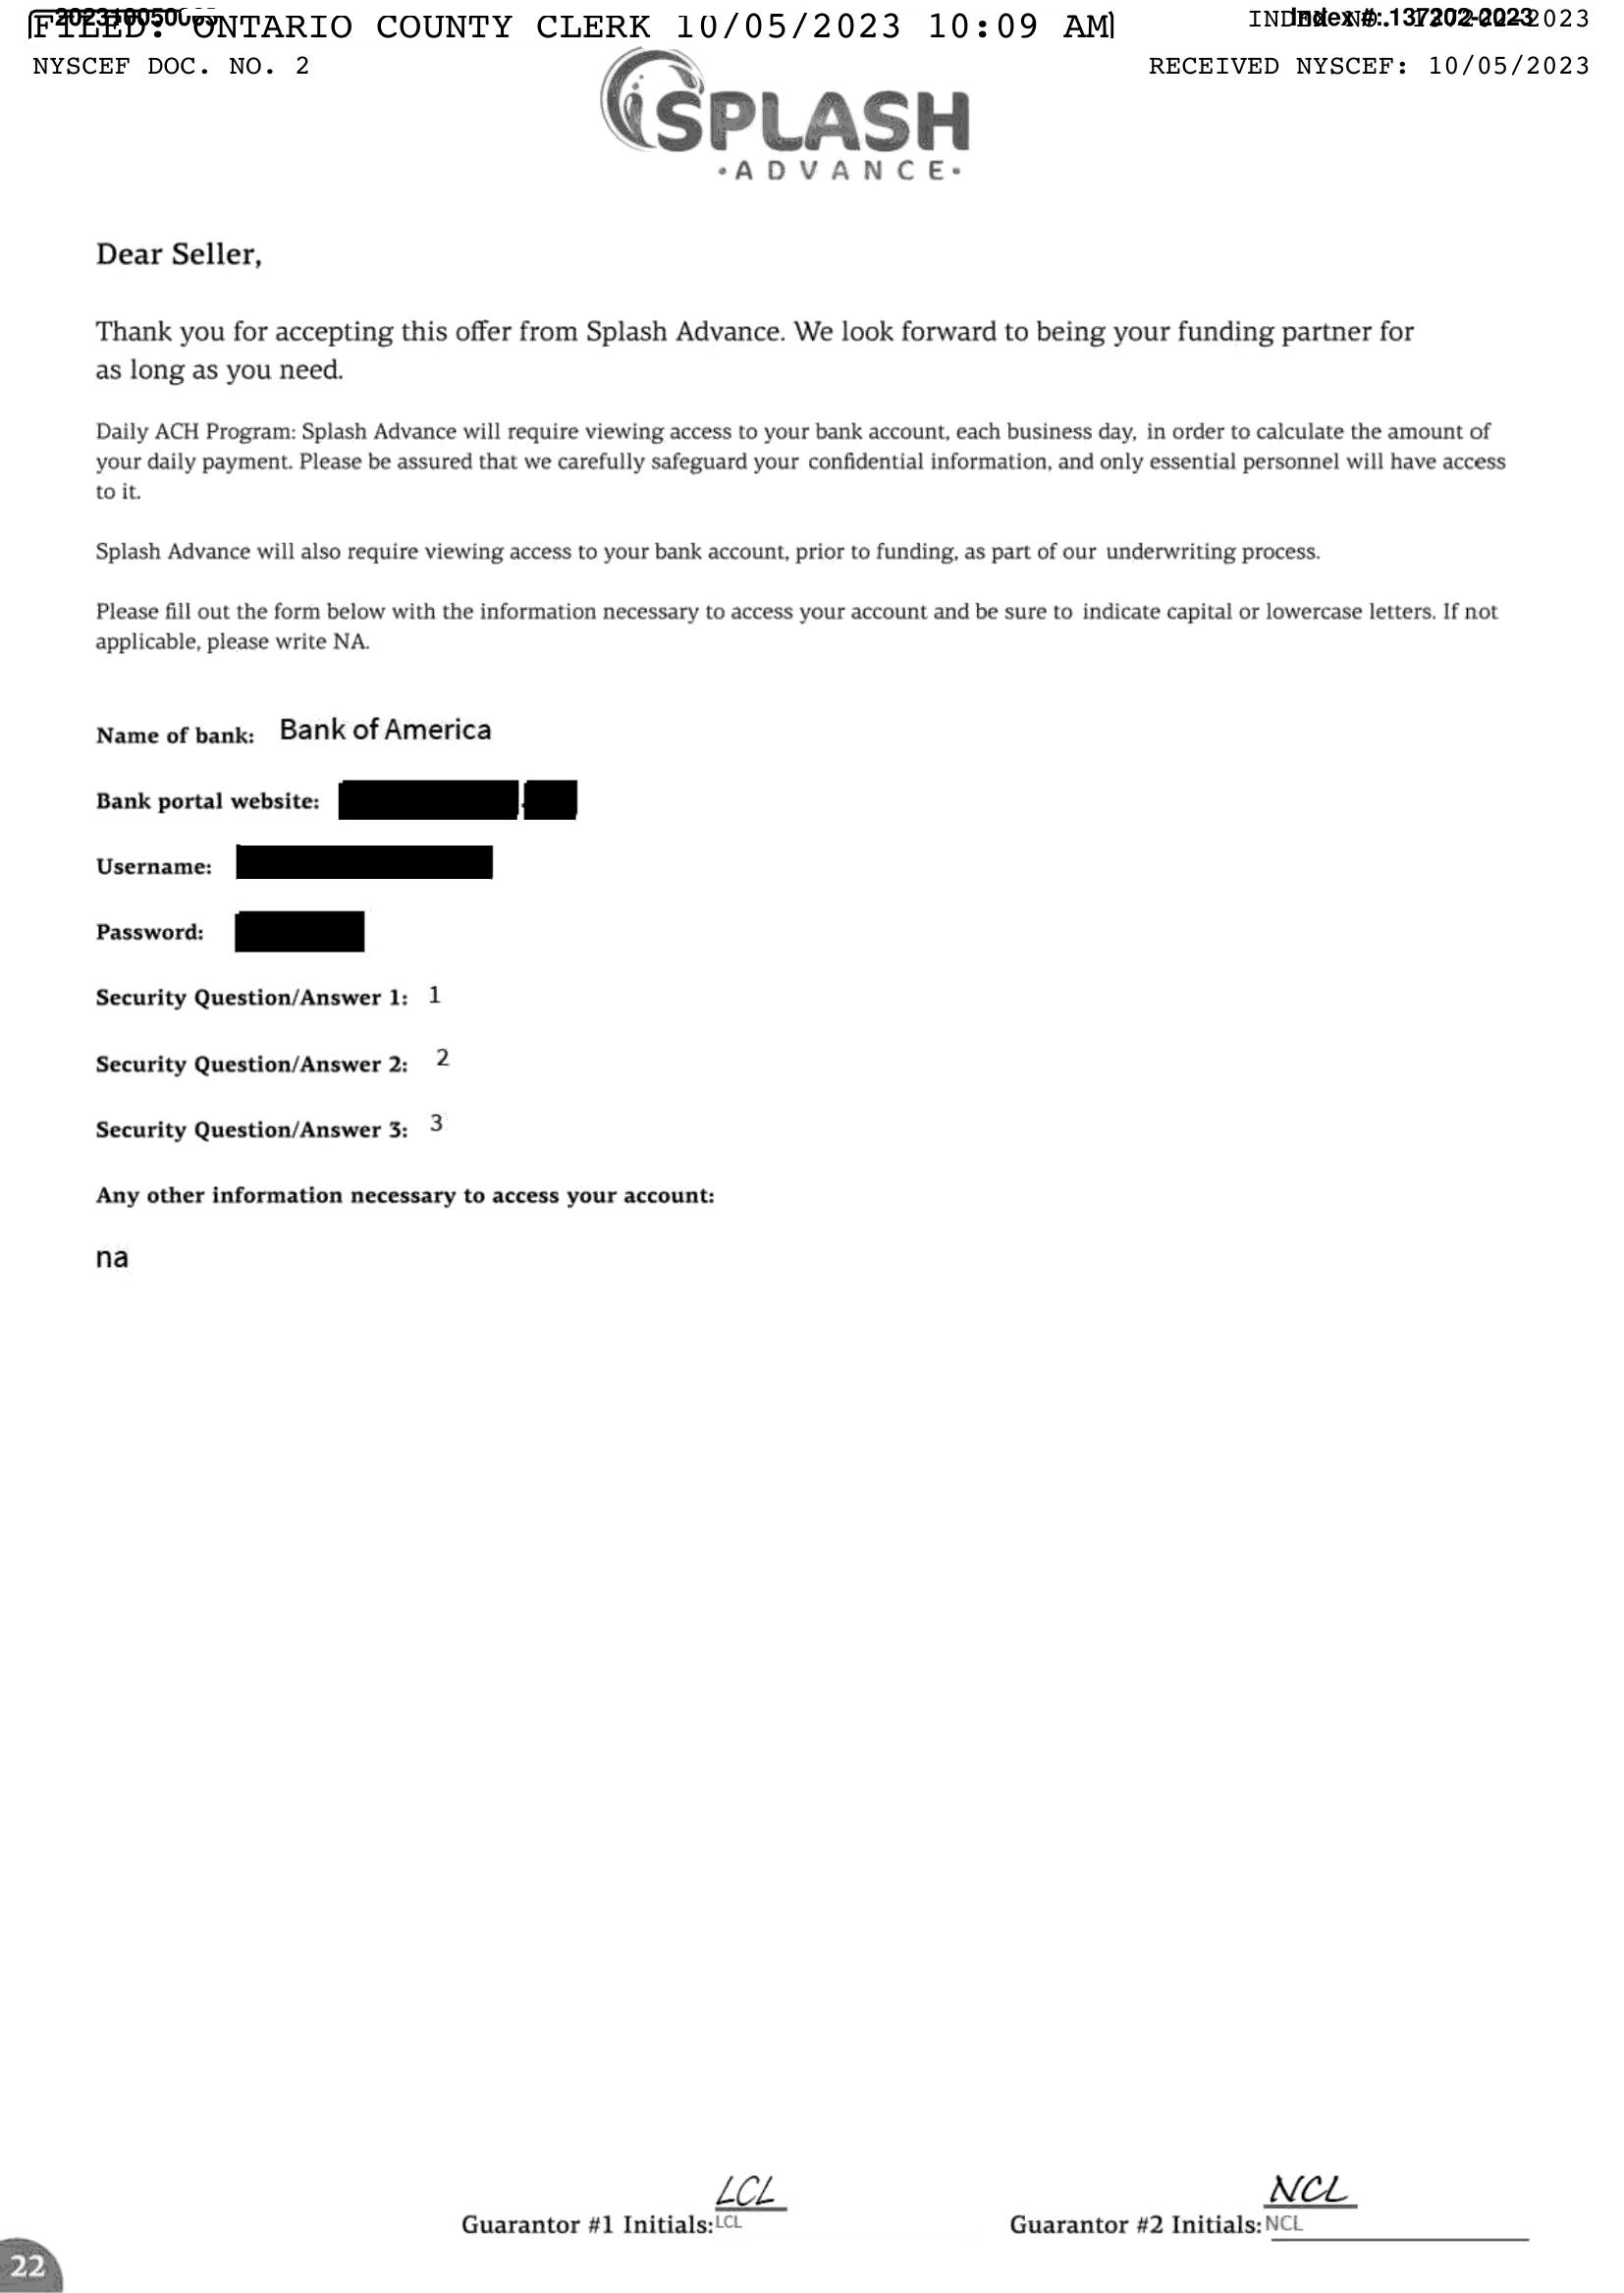 FILED: ONTARIO COUNTY CLERK 10/05/2023 10:09 AM
Index #: 137202-2023
NYSCEF DOC. NO. 2
RECEIVED NYSCEF: 10/05/2023
SPLASH
·ADVANCE·
Dear Seller,
Thank you for accepting this offer from Splash Advance. We look forward to being your funding partner for
as long as you need.
Daily ACH Program: Splash Advance will require viewing access to your bank account, each business day, in order to calculate the amount of
your daily payment. Please be assured that we carefully safeguard your confidential information, and only essential personnel will have access
to it.
Splash Advance will also require viewing access to your bank account, prior to funding, as part of our underwriting process.
Please fill out the form below with the information necessary to access your account and be sure to indicate capital or lowercase letters. If not
applicable, please write NA.
Name of bank: Bank of America
Bank portal website:
Username:
Password:
Security Question/Answer 1: 1
Security Question/Answer 2: 2
Security Question/Answer 3: 3
Any other information necessary to access your account:
na
LCL
NCL
Guarantor #1 Initials: LCL
Guarantor #2 Initials: NCL
22